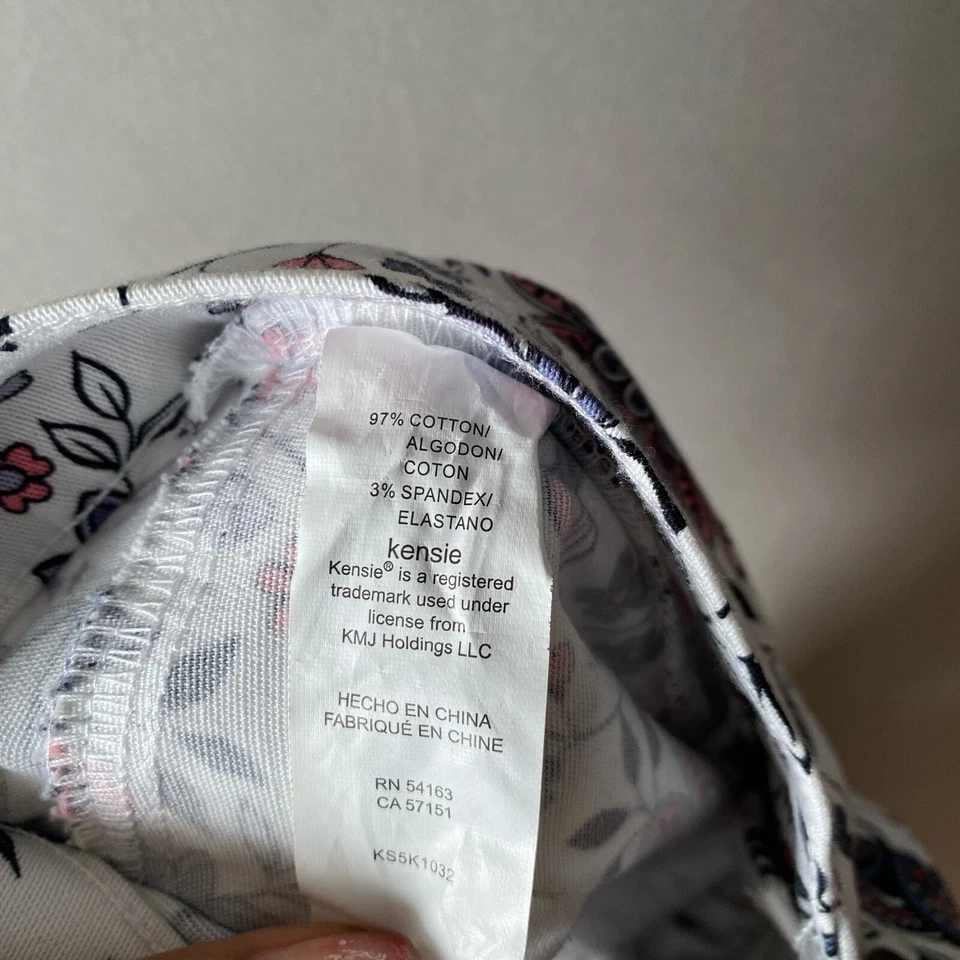 97% COTTON/
ALGODON/
COTON
3% SPANDEX/
ELASTANO
kensie
Kensie® is a registered
trademark used under
license from
KMJ Holdings LLC
HECHO EN CHINA
FABRIQUÉ EN CHINE
RN 54163
CA 57151
KS5K1032